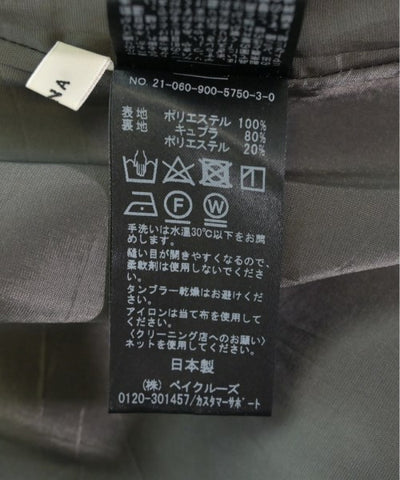 NA
NO 21-060-900-5750-3-0
表地 ポリエステル 100%
裏地 キュプラ 80%
ポリエステル 20%
F W
手洗いは水温30℃以下をお薦
めします。
縫い目が開きやすくなるので、
柔軟剤は使用しないでくださ
い。
タンブラー乾燥はお避けくだ
さい。
アイロンは当て布を使用して
ください。
〈クリーニング店へのお願い〉
ネットを使用してください。
日本製
(株) ベイクルーズ
0120-301457/カスタマーサポート